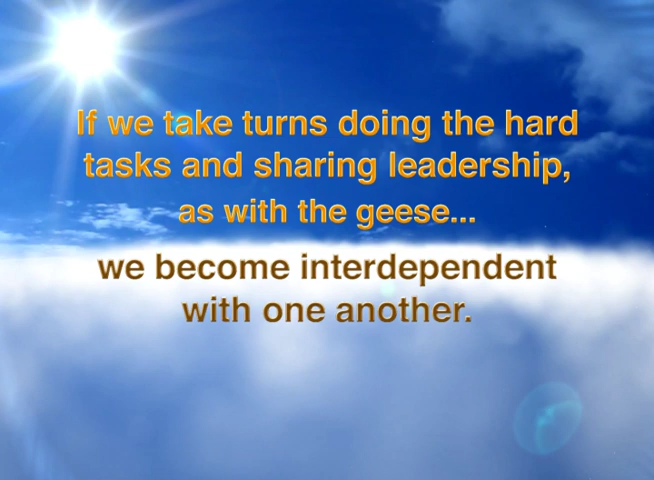 If we take turns doing the hard
tasks and sharing leadership,
as with the geese...
we become interdependent
with one another.